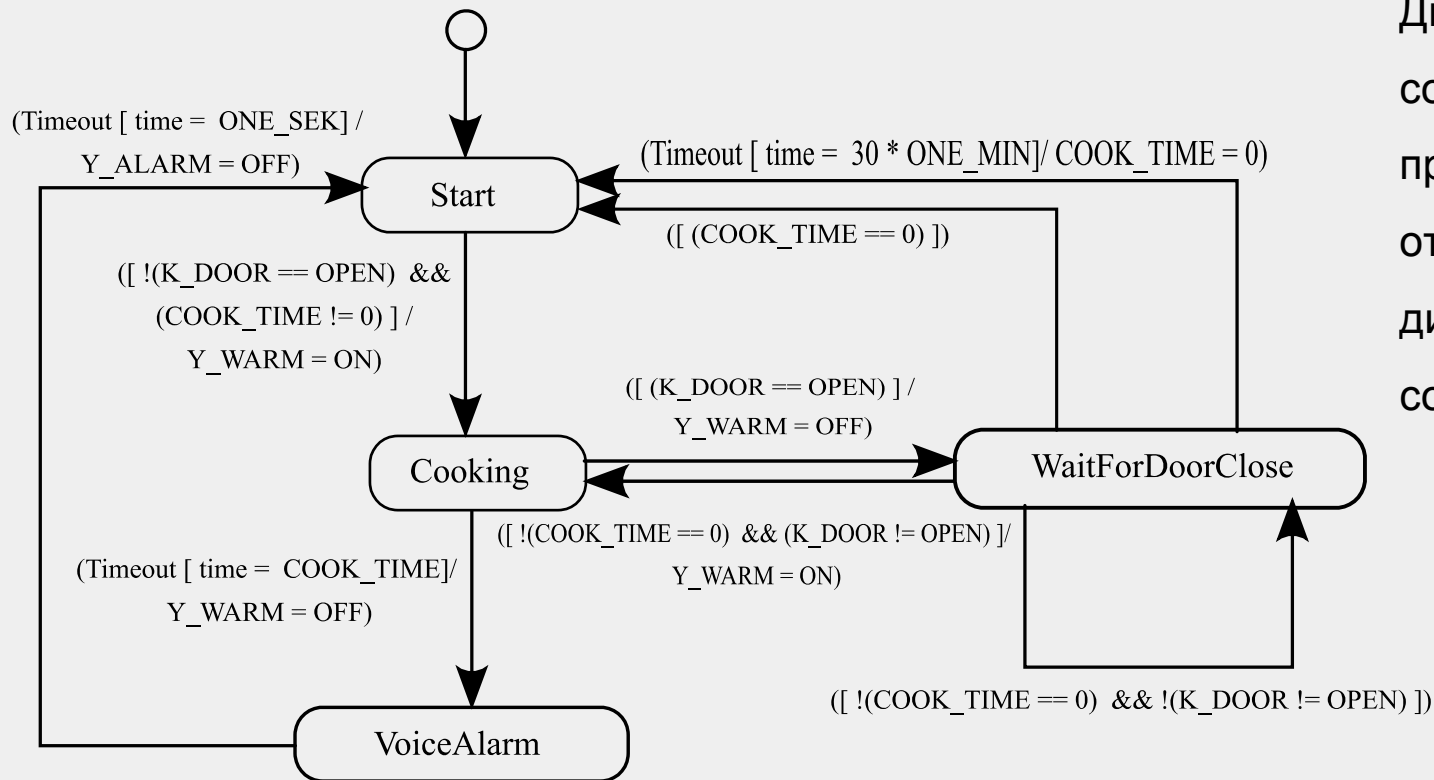 (Timeout [ time = ONE_SEK] /
Y_ALARM = OFF)
Start
(Timeout [ time = 30 * ONE_MIN]/ COOK_TIME = 0)
([ (COOK_TIME == 0) ])
([ !(K_DOOR == OPEN) &&
(COOK_TIME != 0) ] /
Y_WARM = ON)
([ (K_DOOR == OPEN) ] /
Y_WARM = OFF)
Cooking
WaitForDoorClose
([ !(COOK_TIME == 0) && (K_DOOR != OPEN) ]/
Y_WARM = ON)
(Timeout [ time = COOK_TIME]/
Y_WARM = OFF)
([ !(COOK_TIME == 0) && !(K_DOOR != OPEN) ])
VoiceAlarm